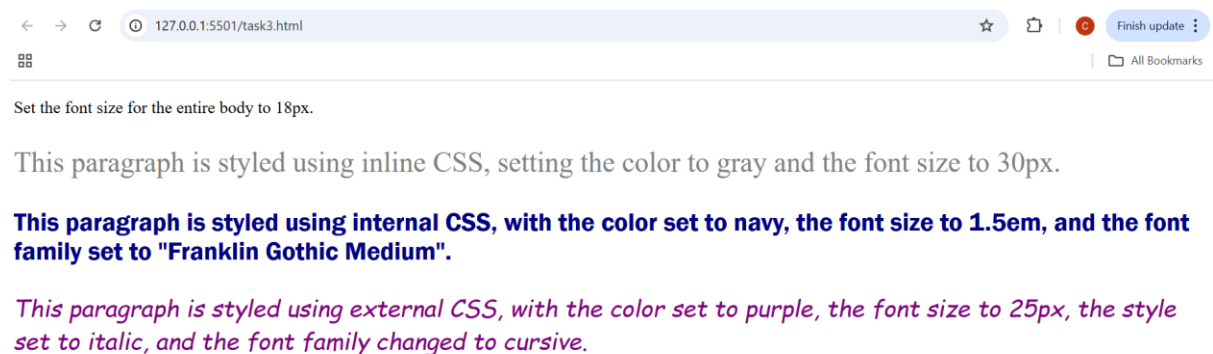 127.0.0.1:5501/task3.html
C
Finish update
All Bookmarks
Set the font size for the entire body to 18px.
This paragraph is styled using inline CSS, setting the color to gray and the font size to 30px.
This paragraph is styled using internal CSS, with the color set to navy, the font size to 1.5em, and the font
family set to "Franklin Gothic Medium".
This paragraph is styled using external CSS, with the color set to purple, the font size to 25px, the style
set to italic, and the font family changed to cursive.